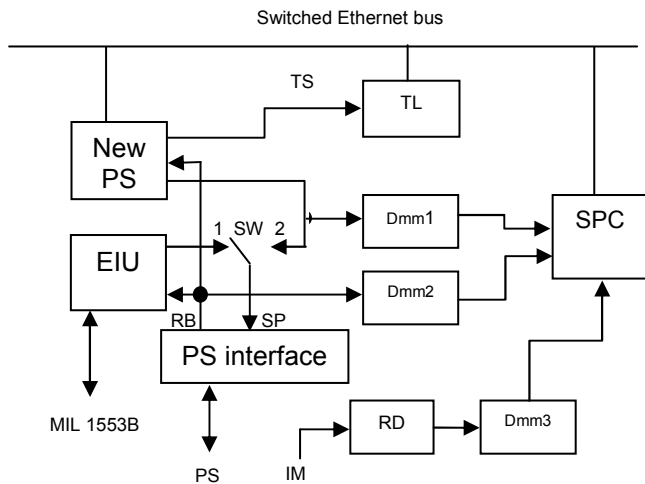 Switched Ethernet bus
TS
TL
New
PS
1 SW 2
Dmm1
SPC
EIU
Dmm2
RB
SP
PS interface
MIL 1553B
PS
IM
RD
Dmm3